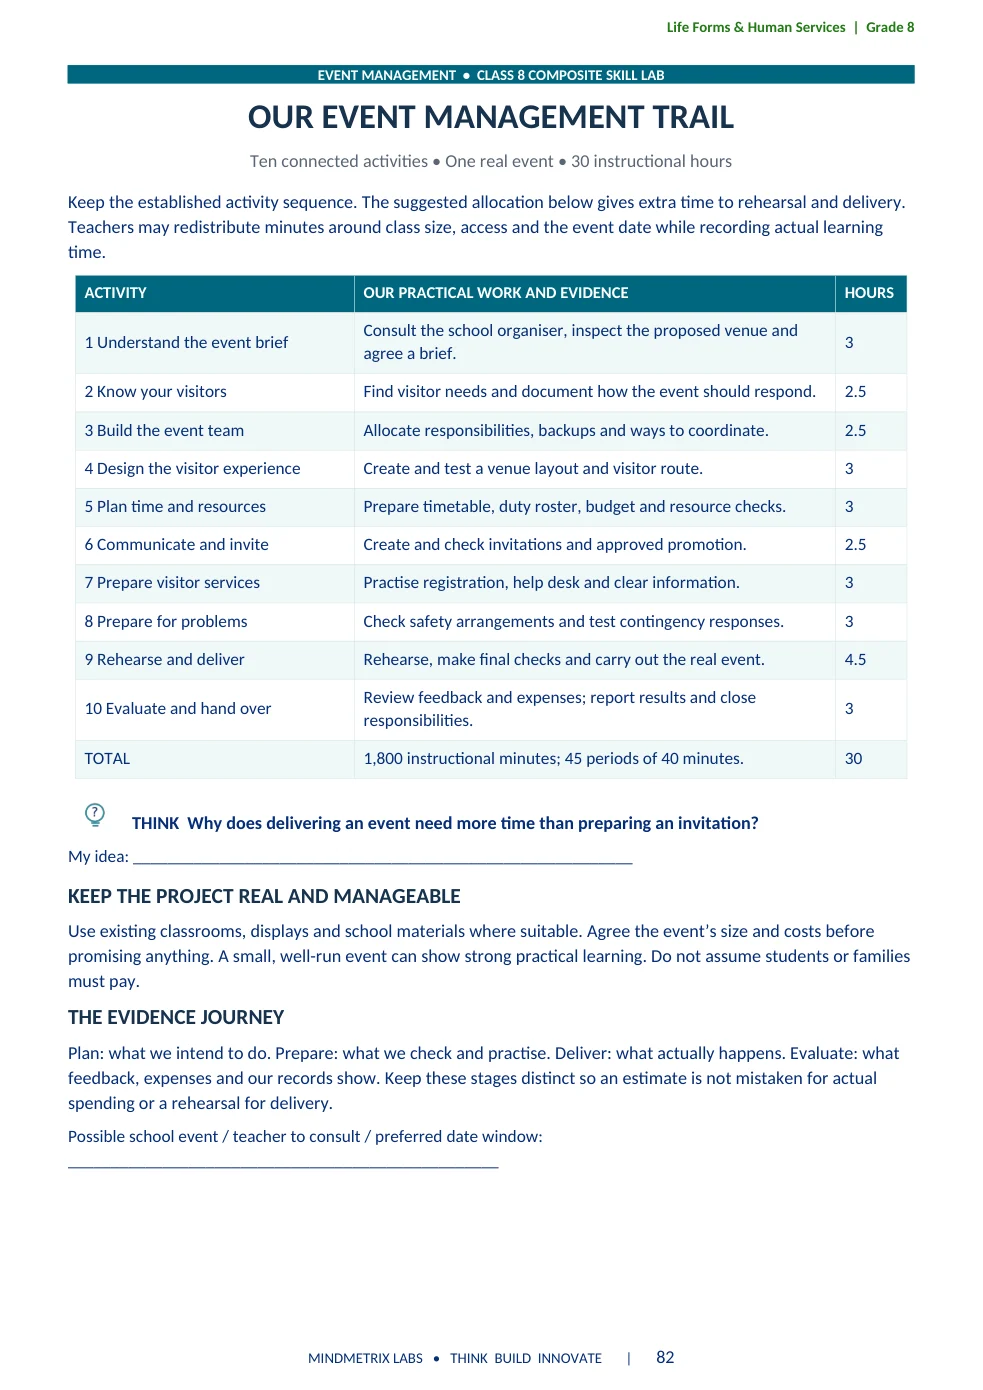 Life Forms & Human Services | Grade 8
EVENT MANAGEMENT ● CLASS 8 COMPOSITE SKILL LAB
OUR EVENT MANAGEMENT TRAIL
Ten connected activities • One real event • 30 instructional hours
Keep the established activity sequence. The suggested allocation below gives extra time to rehearsal and delivery.
Teachers may redistribute minutes around class size, access and the event date while recording actual learning
time.
ACTIVITY OUR PRACTICAL WORK AND EVIDENCE HOURS
1 Understand the event brief Consult the school organiser, inspect the proposed venue and
agree a brief. 3
2 Know your visitors Find visitor needs and document how the event should respond. 2.5
3 Build the event team Allocate responsibilities, backups and ways to coordinate. 2.5
4 Design the visitor experience Create and test a venue layout and visitor route. 3
5 Plan time and resources Prepare timetable, duty roster, budget and resource checks. 3
6 Communicate and invite Create and check invitations and approved promotion. 2.5
7 Prepare visitor services Practise registration, help desk and clear information. 3
8 Prepare for problems Check safety arrangements and test contingency responses. 3
9 Rehearse and deliver Rehearse, make final checks and carry out the real event. 4.5
10 Evaluate and hand over Review feedback and expenses; report results and close
responsibilities. 3
TOTAL 1,800 instructional minutes; 45 periods of 40 minutes. 30
? THINK Why does delivering an event need more time than preparing an invitation?
My idea: ____________________________________________________________
KEEP THE PROJECT REAL AND MANAGEABLE
Use existing classrooms, displays and school materials where suitable. Agree the event’s size and costs before
promising anything. A small, well-run event can show strong practical learning. Do not assume students or families
must pay.
THE EVIDENCE JOURNEY
Plan: what we intend to do. Prepare: what we check and practise. Deliver: what actually happens. Evaluate: what
feedback, expenses and our records show. Keep these stages distinct so an estimate is not mistaken for actual
spending or a rehearsal for delivery.
Possible school event / teacher to consult / preferred date window:
____________________________________________________
MINDMETRIX LABS ● THINK BUILD INNOVATE | 82